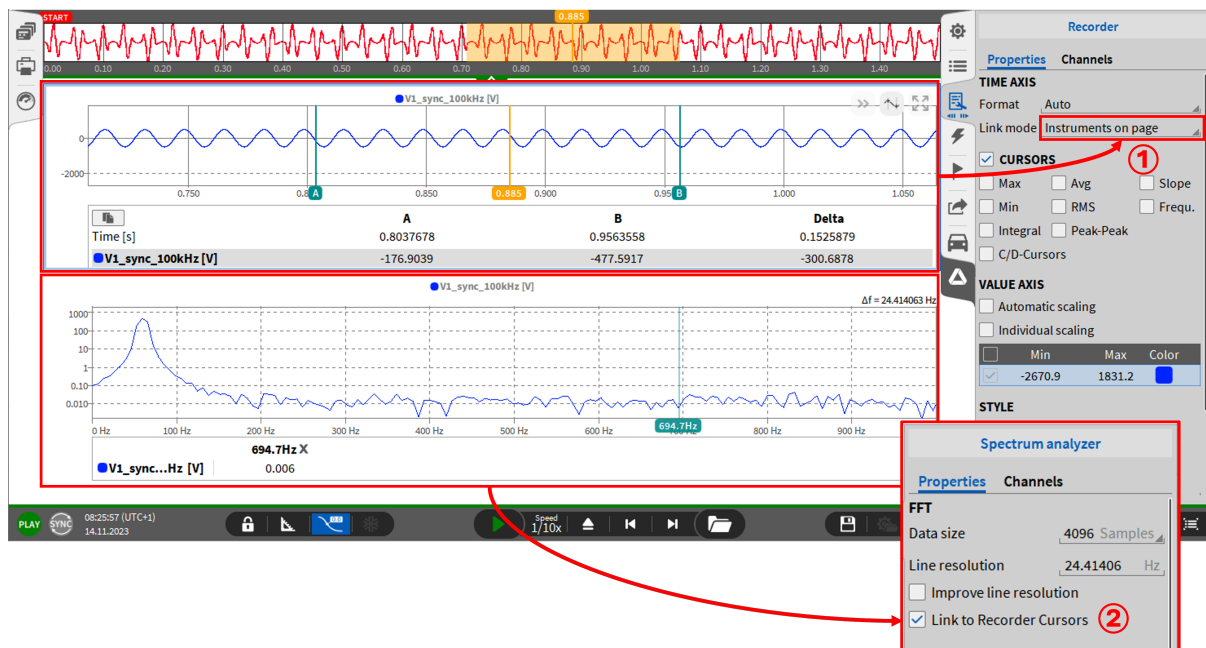 START
0.885
0.00 0.10 0.20 0.30 0.40 0.50 0.60 0.70 0.80 0.90 1.00 1.10 1.20 1.30 1.40
V1_sync_100kHz [V]
0
-2000
0.750 0.8 A 0.850 0.885 0.900 0.95 B 1.000 1.050
A B Delta
Time [s] 0.8037678 0.9563558 0.1525879
V1_sync_100kHz [V] -176.9039 -477.5917 -300.6878
V1_sync_100kHz [V]
Δf = 24.414063 Hz
1000
100
10
1
0.10
0.010
0 Hz 100 Hz 200 Hz 300 Hz 400 Hz 500 Hz 600 Hz 694.7Hz 800 Hz 900 Hz
694.7Hz X
V1_sync...Hz [V] 0.006
PLAY SYNC 08:25:57 (UTC+1)
14.11.2023
Speed
1/10x
Recorder
Properties Channels
TIME AXIS
Format Auto
Link mode Instruments on page
①
CURSORS
Max Avg Slope
Min RMS Frequ.
Integral Peak-Peak
C/D-Cursors
VALUE AXIS
Automatic scaling
Individual scaling
Min Max Color
-2670.9 1831.2
STYLE
Spectrum analyzer
Properties Channels
FFT
Data size 4096 Samples
Line resolution 24.41406 Hz
Improve line resolution
Link to Recorder Cursors ②